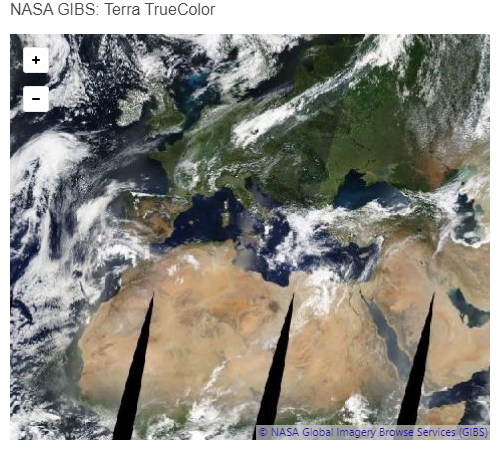 NASA GIBS: Terra TrueColor
+
−
© NASA Global Imagery Browse Services (GIBS)